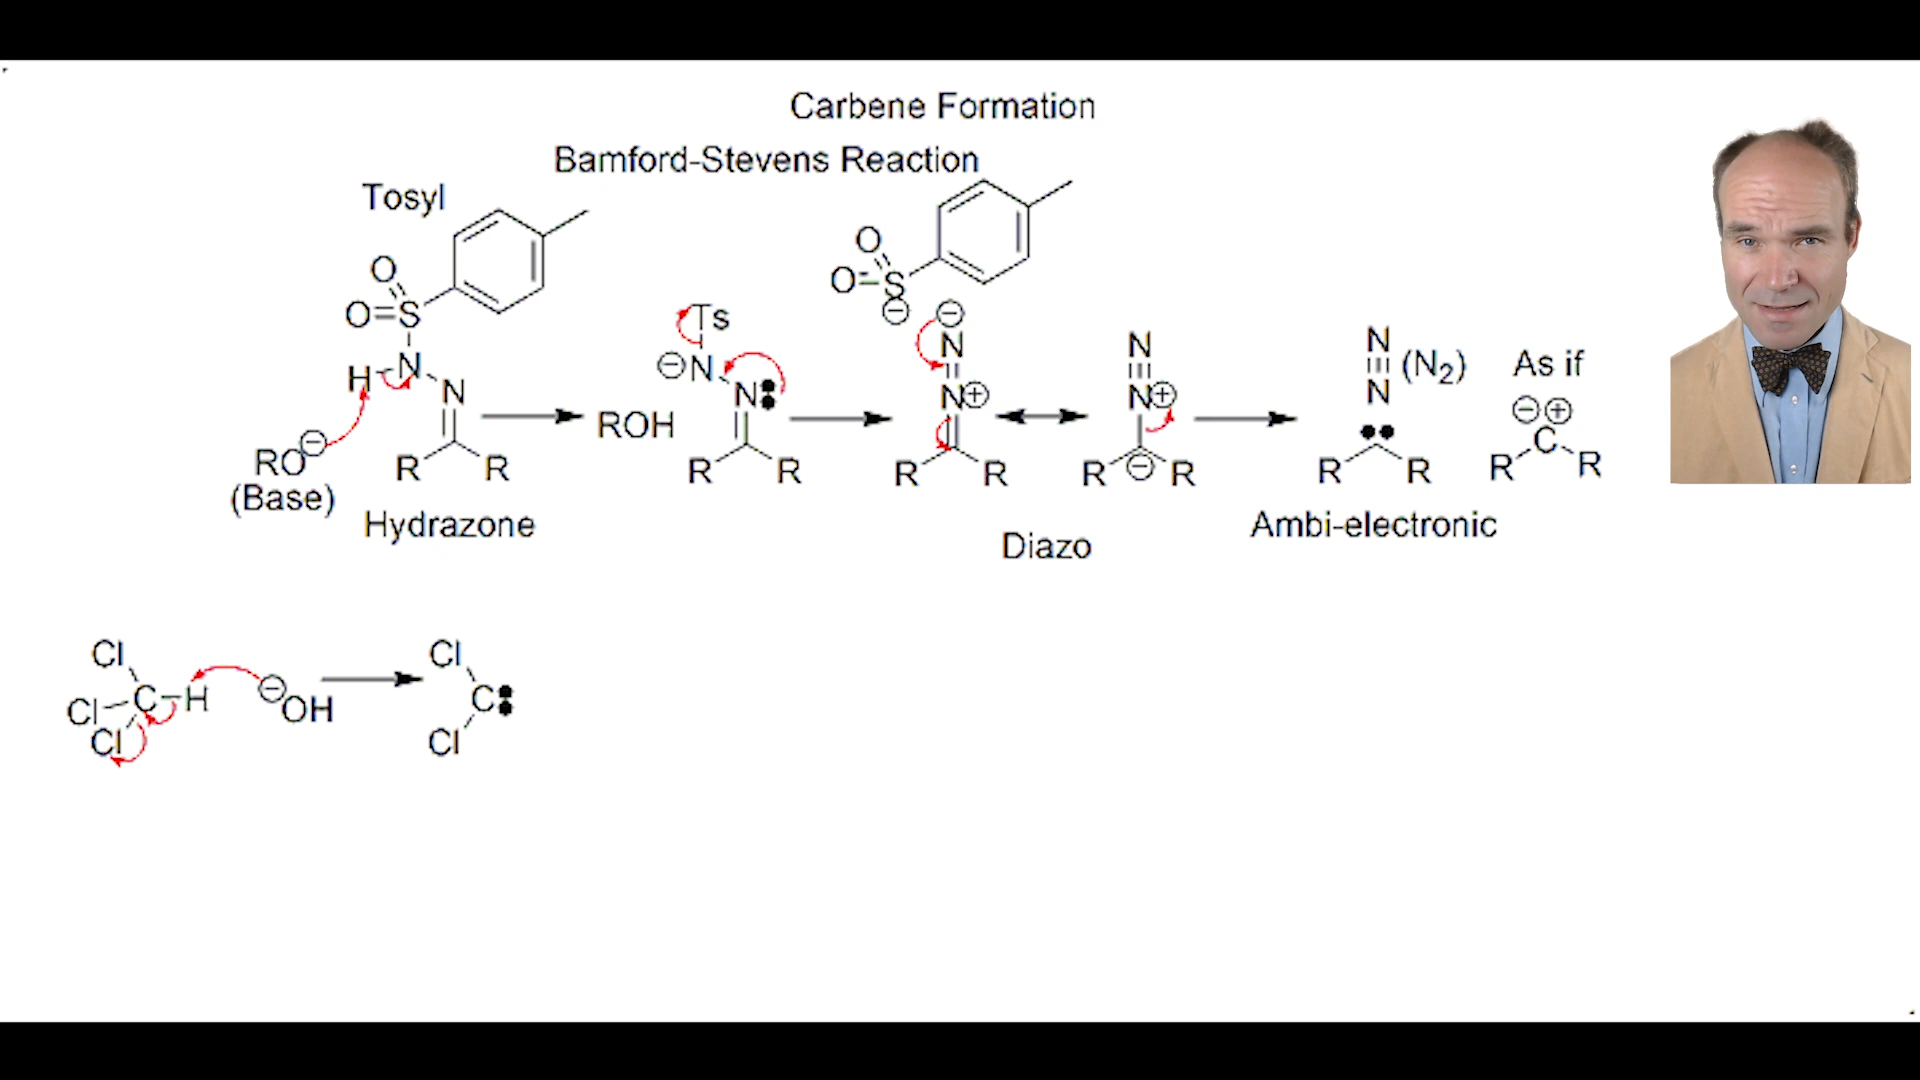 Carbene Formation
Bamford-Stevens Reaction
Tosyl
O
O=S
H N
N
RO⊖
(Base)
R R
Hydrazone
Ts
⊖N
N
ROH
R R
O
O-S
⊖
⊖
N
N⊕
R R
N
N⊕
R ⊖ R
Diazo
N
N (N₂)
R R
Ambi-electronic
As if
⊖⊕
C
R R
Cl
Cl C-H
Cl
⊖OH
Cl
C
Cl